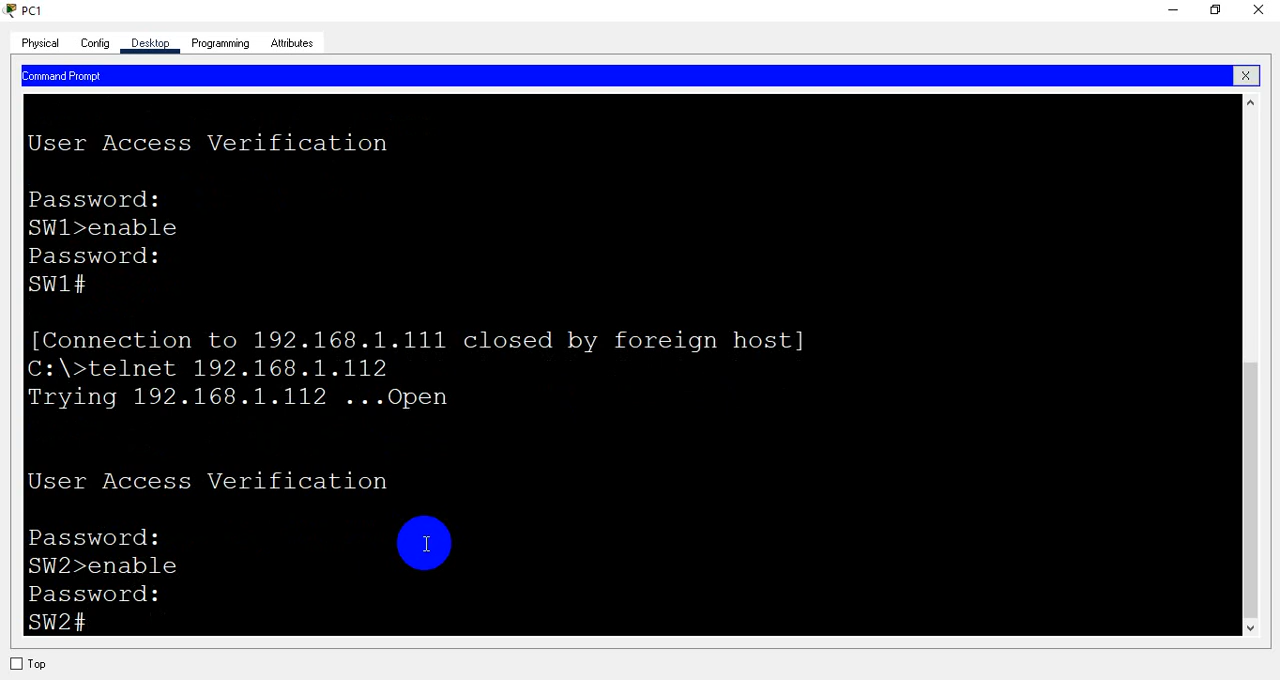 PC1
Physical Config Desktop Programming Attributes
Command Prompt
X
User Access Verification
Password:
SW1>enable
Password:
SW1#
[Connection to 192.168.1.111 closed by foreign host]
C:\>telnet 192.168.1.112
Trying 192.168.1.112 ...Open
User Access Verification
Password:
SW2>enable
Password:
SW2#
Top